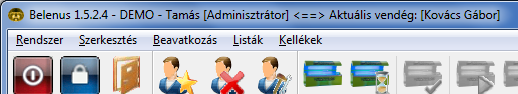 Belenus 1.5.2.4 - DEMO - Tamás [Adminisztrátor] <==> Aktuális vendég: [Kovács Gábor]
Rendszer Szerkesztés Beavatkozás Listák Kellékek